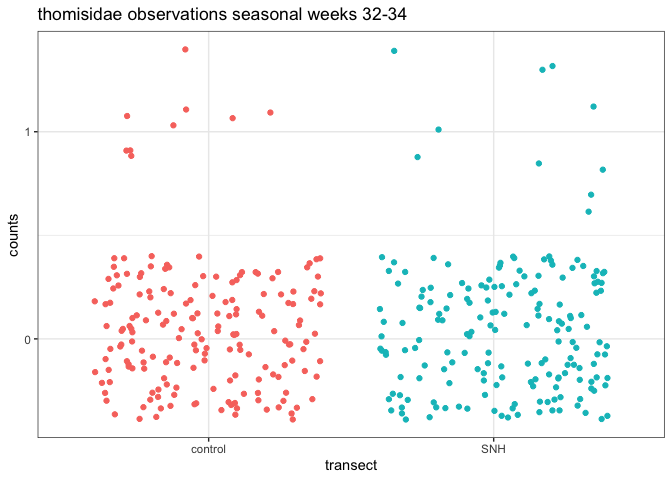 thomisidae observations seasonal weeks 32-34
counts
1
0
control SNH
transect